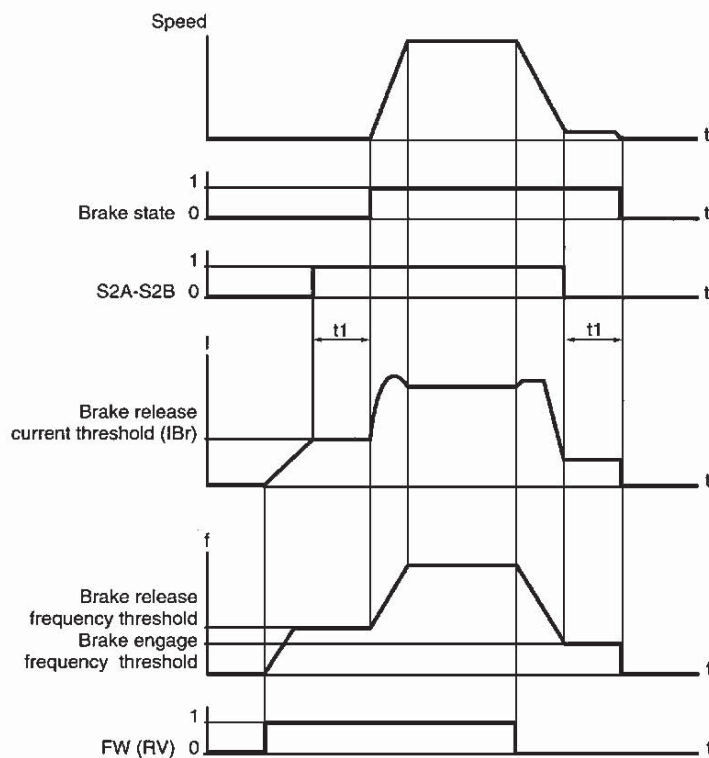 Speed
t
1
Brake state 0
t
1
S2A-S2B 0
t
t1
t1
I
Brake release
current threshold (IBr)
t
f
Brake release
frequency threshold
Brake engage
frequency threshold
t
1
FW (RV) 0
t